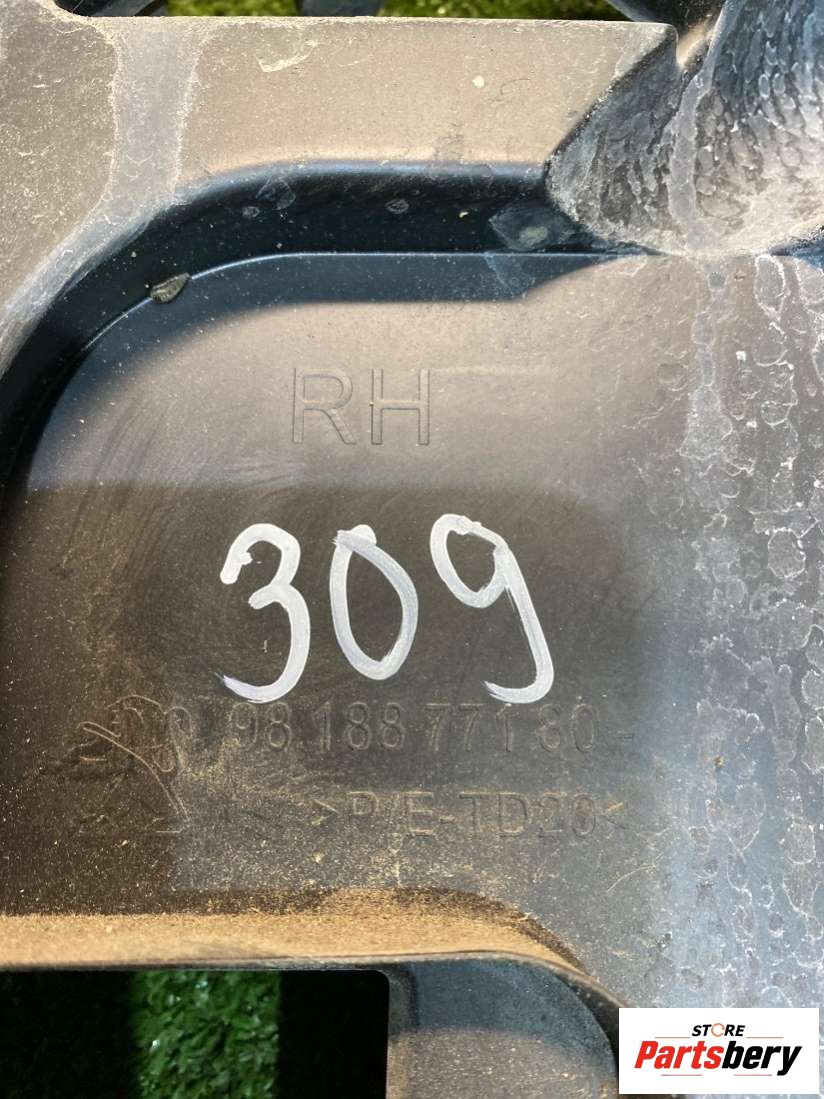 RH
309
98 188 771 80 -
>P/E-TD20<
STORE
Partsbery